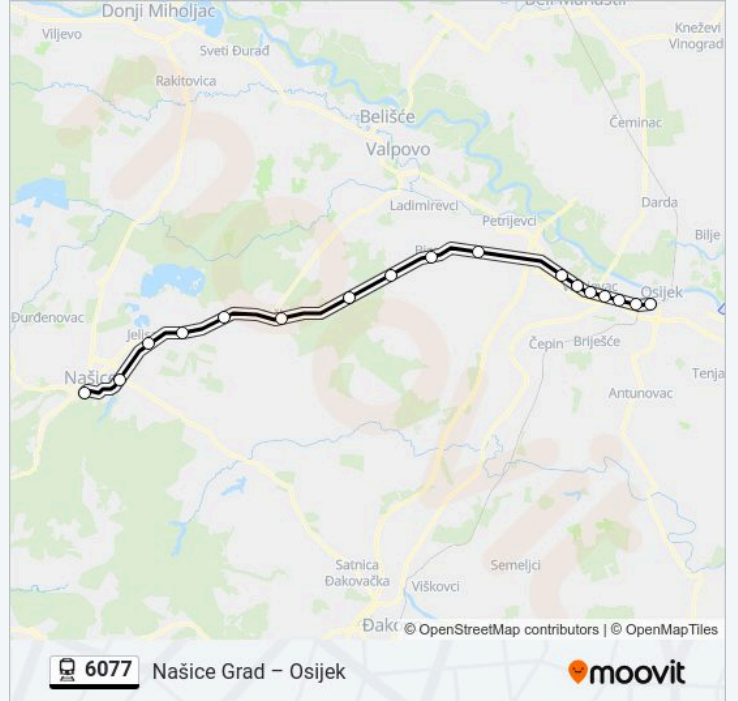 Donji Miholjac
Viljevo
Sveti Đurađ
Kneževi
Vinograd
Rakitovica
Belišće
Čeminac
Valpovo
Ladimirevci
Darda
Petrijevci
Bilje
Osijek
Đurđenovac
Čepin
Briješće
Našice
Tenja
Antunovac
Satnica
Đakovačka
Semeljci
Viškovci
© OpenStreetMap contributors | © OpenMapTiles
6077 Našice Grad – Osijek
moovit